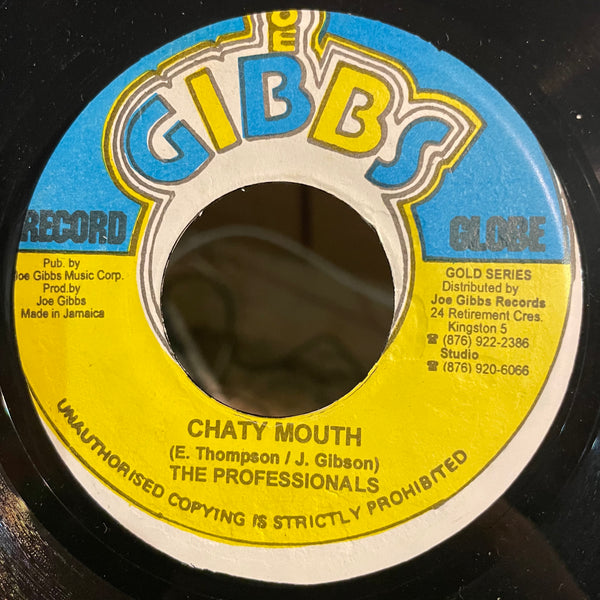 JOE
GIBBS
RECORD GLOBE
Pub. by
Joe Gibbs Music Corp.
Prod.by
Joe Gibbs
Made in Jamaica
GOLD SERIES
Distributed by
Joe Gibbs Records
24 Retirement Cres.
Kingston 5
☎ (876) 922-2386
Studio
☎ (876) 920-6066
CHATY MOUTH
(E. Thompson / J. Gibson)
THE PROFESSIONALS
UNAUTHORISED COPYING IS STRICTLY PROHIBITED